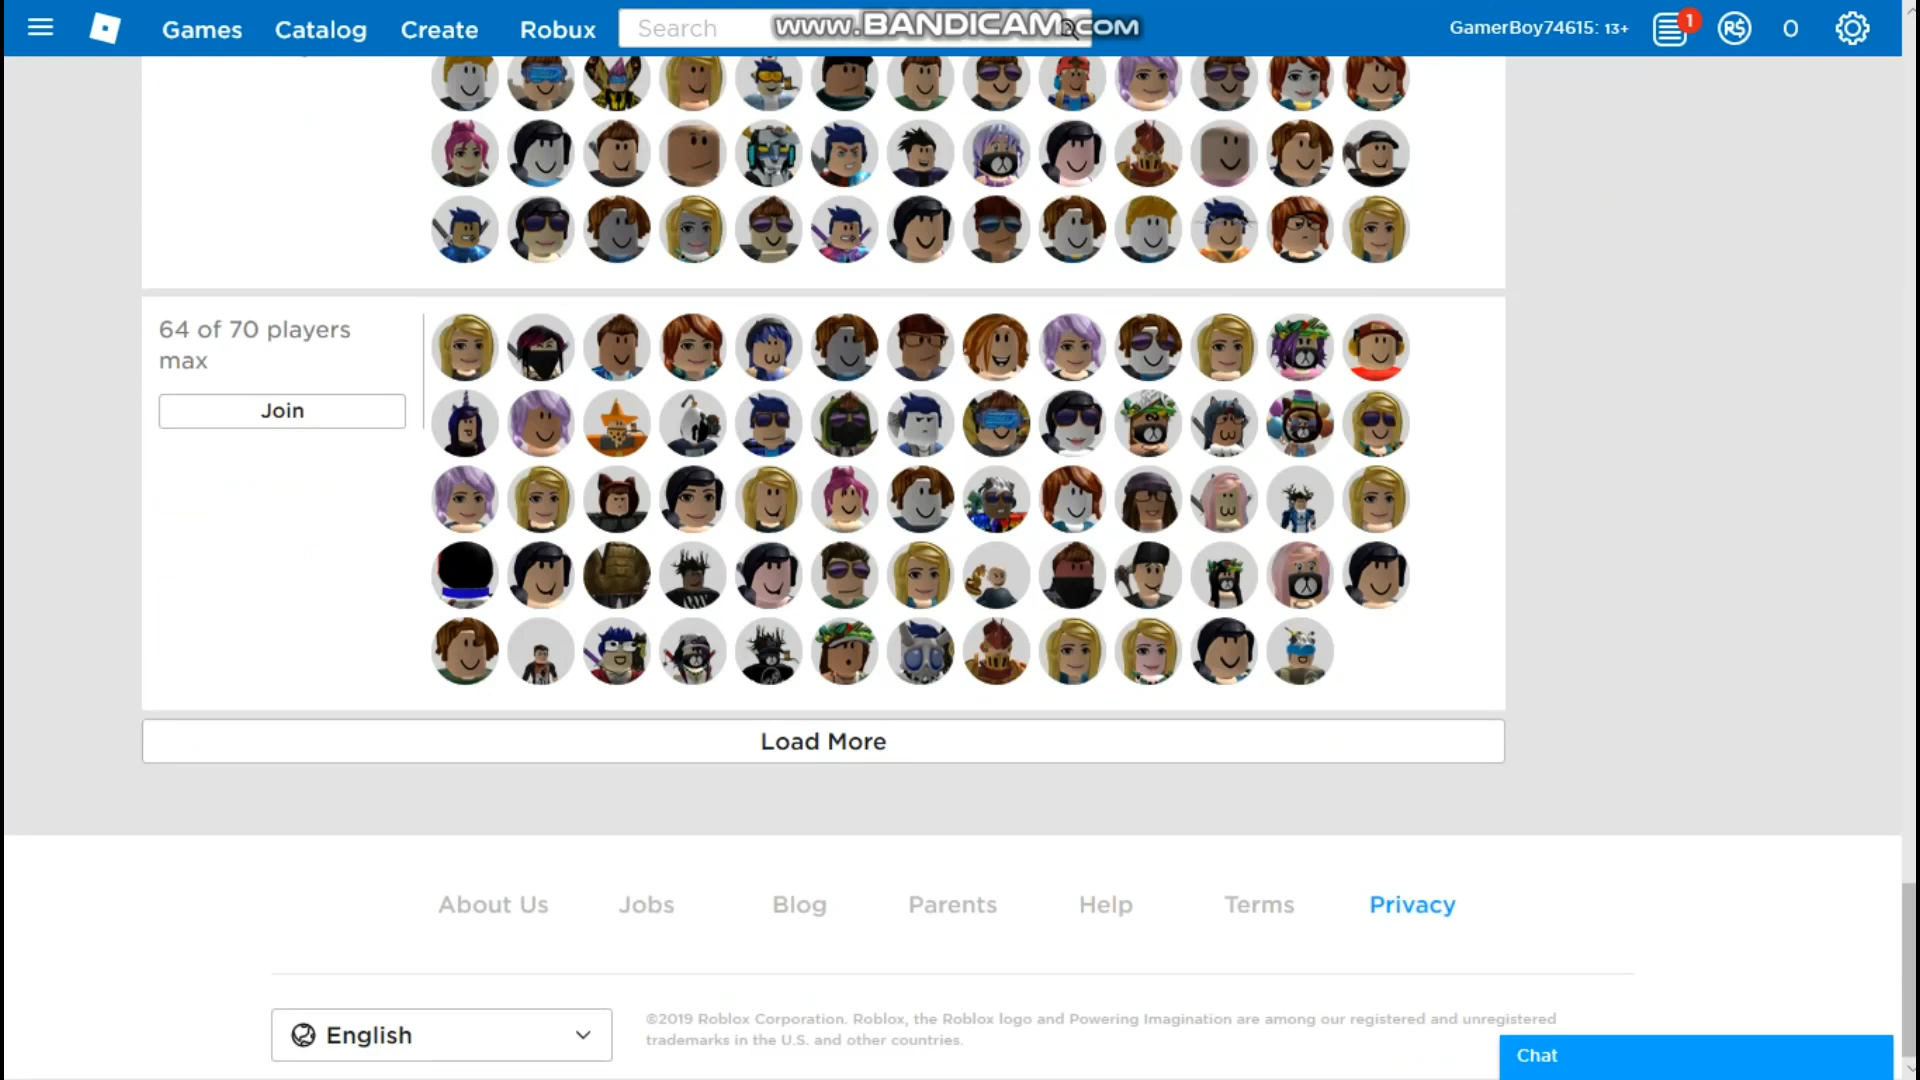 Games Catalog Create Robux Search www.BANDICAM.COM GamerBoy74615: 13+ 1 R$ 0
64 of 70 players
max
Join
Load More
About Us Jobs Blog Parents Help Terms Privacy
English
©2019 Roblox Corporation. Roblox, the Roblox logo and Powering Imagination are among our registered and unregistered
trademarks in the U.S. and other countries.
Chat